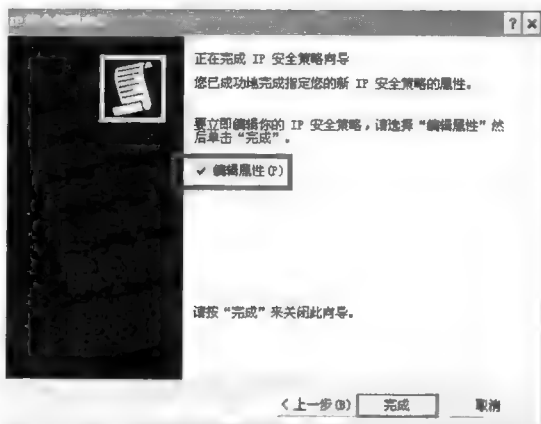 正在完成 IP 安全策略向导
您已成功地完成指定您的新 IP 安全策略的属性。
要立即编辑你的 IP 安全策略，请选择“编辑属性”然
后单击“完成”。
✓ 编辑属性(P)
请按“完成”来关闭此向导。
< 上一步(B) 完成 取消